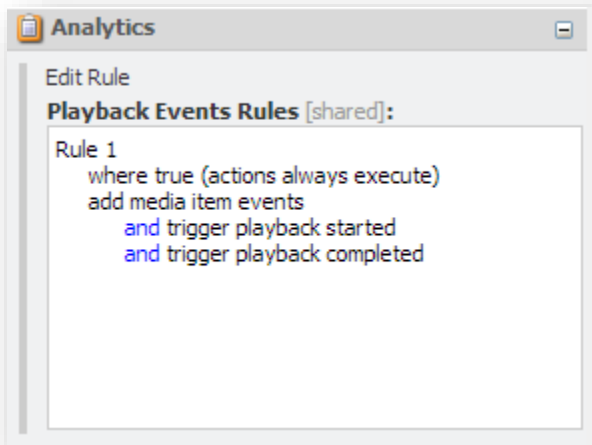 Analytics
Edit Rule
Playback Events Rules [shared]:
Rule 1
where true (actions always execute)
add media item events
and trigger playback started
and trigger playback completed